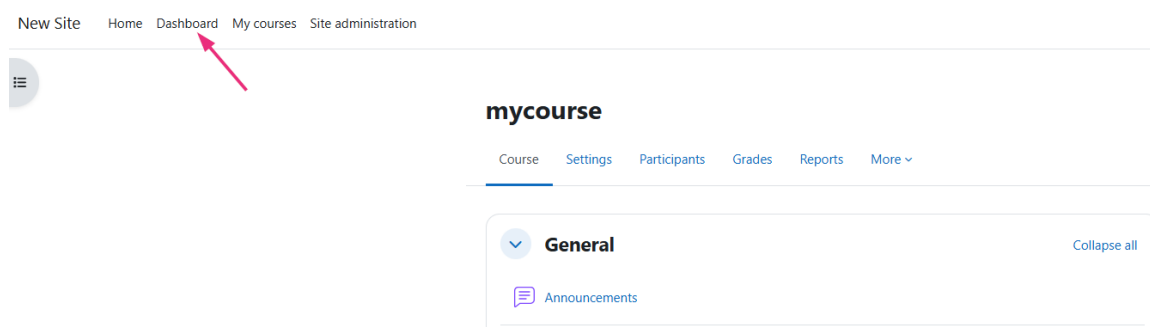 New Site Home Dashboard My courses Site administration
mycourse
Course Settings Participants Grades Reports More
General Collapse all
Announcements